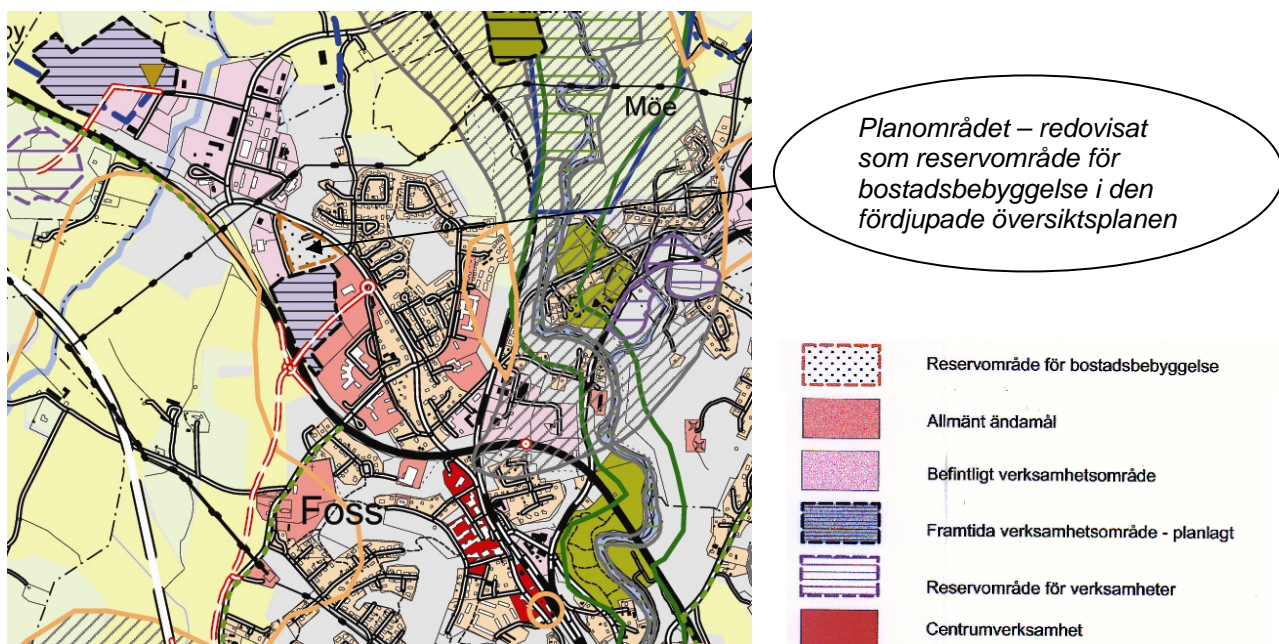 Möe
Foss
Planområdet – redovisat
som reservområde för
bostadsbebyggelse i den
fördjupade översiktsplanen
Reservområde för bostadsbebyggelse
Allmänt ändamål
Befintligt verksamhetsområde
Framtida verksamhetsområde - planlagt
Reservområde för verksamheter
Centrumverksamhet